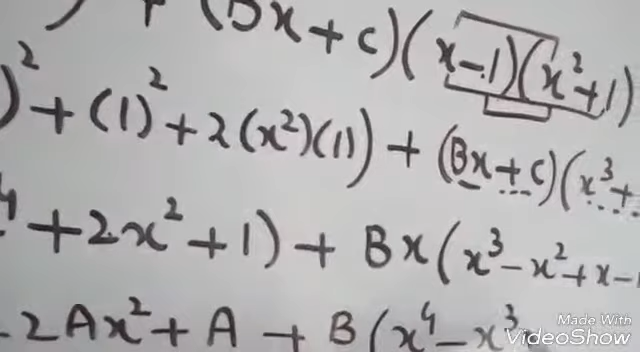 (Bx+c)(x-1)(x²+1)
)²+(1)²+2(x²)(1)+(Bx+c)(x³+
+2x²+1)+Bx(x³-x²+x-
2Ax²+A+B(x⁴-x³
Made With
VideoShow